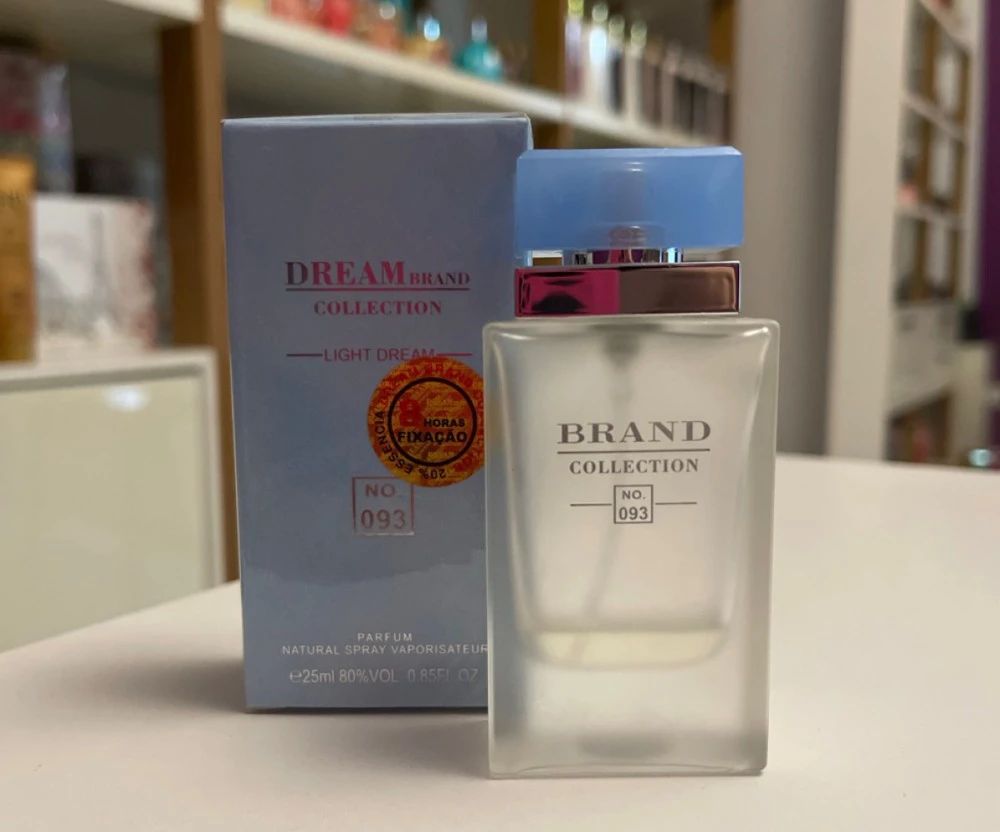 DREAM BRAND
COLLECTION
LIGHT DREAM
8 HORAS
FIXAÇÃO
20% ESSENCIA
NO.
093
PARFUM
NATURAL SPRAY VAPORISATEUR
℮25ml 80%VOL 0.85FL.OZ
BRAND
COLLECTION
NO.
093